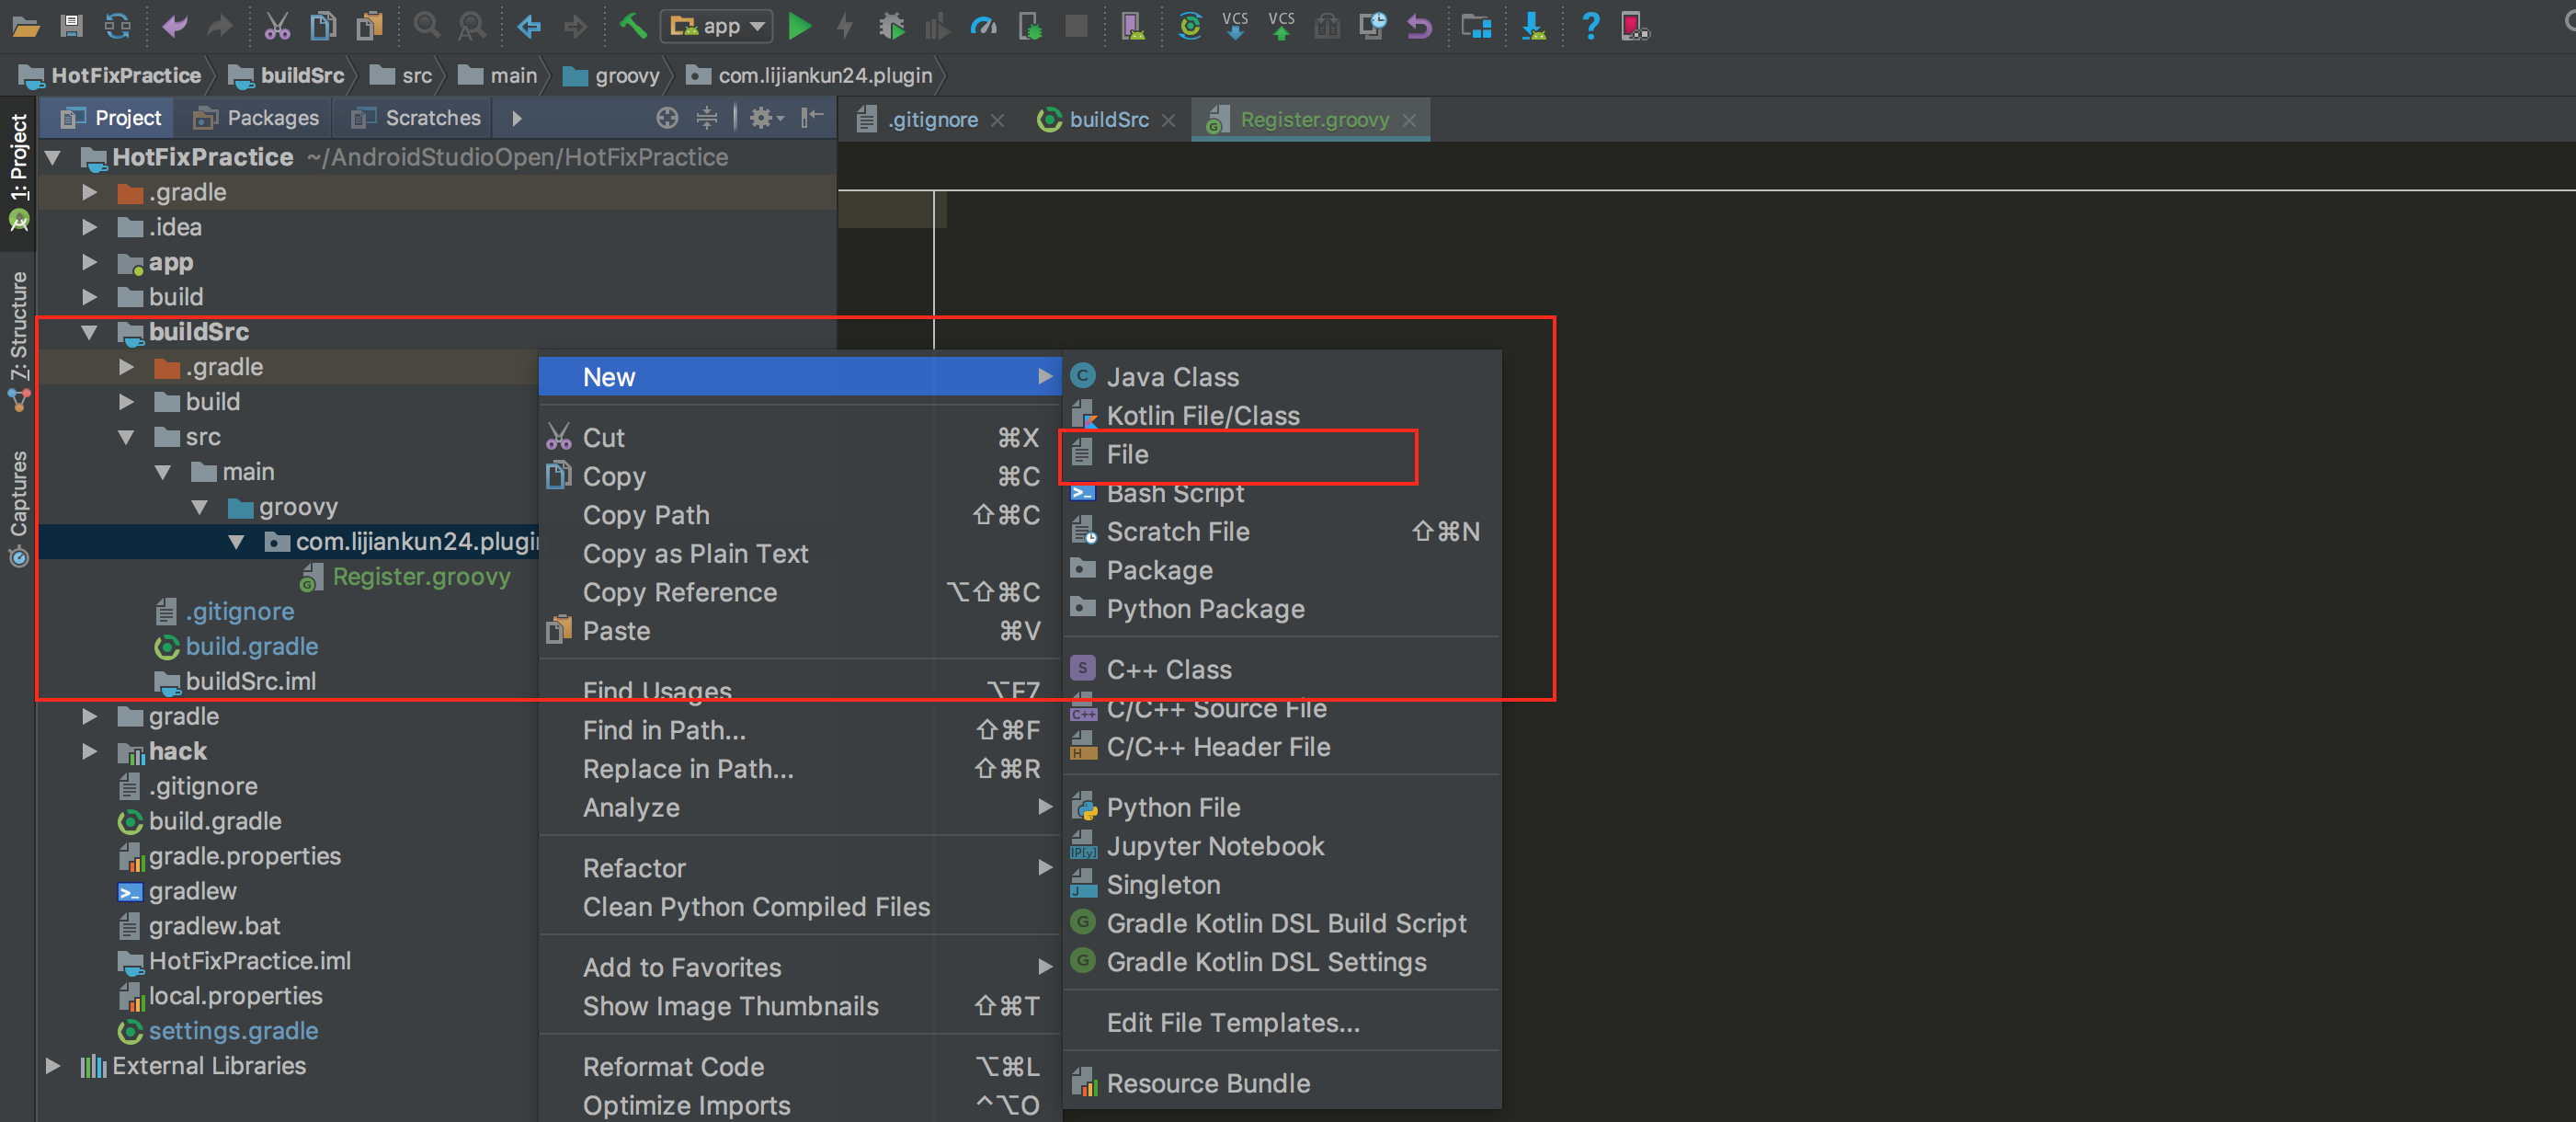 app
VCS
VCS
HotFixPractice
buildSrc
src
main
groovy
com.lijiankun24.plugin
1: Project
7: Structure
Captures
Project
Packages
Scratches
.gitignore
buildSrc
Register.groovy
HotFixPractice ~/AndroidStudioOpen/HotFixPractice
.gradle
.idea
app
build
buildSrc
.gradle
build
src
main
groovy
com.lijiankun24.plugin
Register.groovy
.gitignore
build.gradle
buildSrc.iml
gradle
hack
.gitignore
build.gradle
gradle.properties
gradlew
gradlew.bat
HotFixPractice.iml
local.properties
settings.gradle
External Libraries
New
Cut ⌘X
Copy ⌘C
Copy Path ⇧⌘C
Copy as Plain Text
Copy Reference ⌥⇧⌘C
Paste ⌘V
Find Usages ⌥F7
Find in Path... ⇧⌘F
Replace in Path... ⇧⌘R
Analyze
Refactor
Clean Python Compiled Files
Add to Favorites
Show Image Thumbnails ⇧⌘T
Reformat Code ⌥⌘L
Optimize Imports ^⌥O
Java Class
Kotlin File/Class
File
Bash Script
Scratch File ⇧⌘N
Package
Python Package
C++ Class
C/C++ Source File
C/C++ Header File
Python File
Jupyter Notebook
Singleton
Gradle Kotlin DSL Build Script
Gradle Kotlin DSL Settings
Edit File Templates...
Resource Bundle